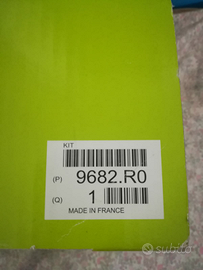 KIT
(P) 9682.R0
(Q) 1
MADE IN FRANCE
subito